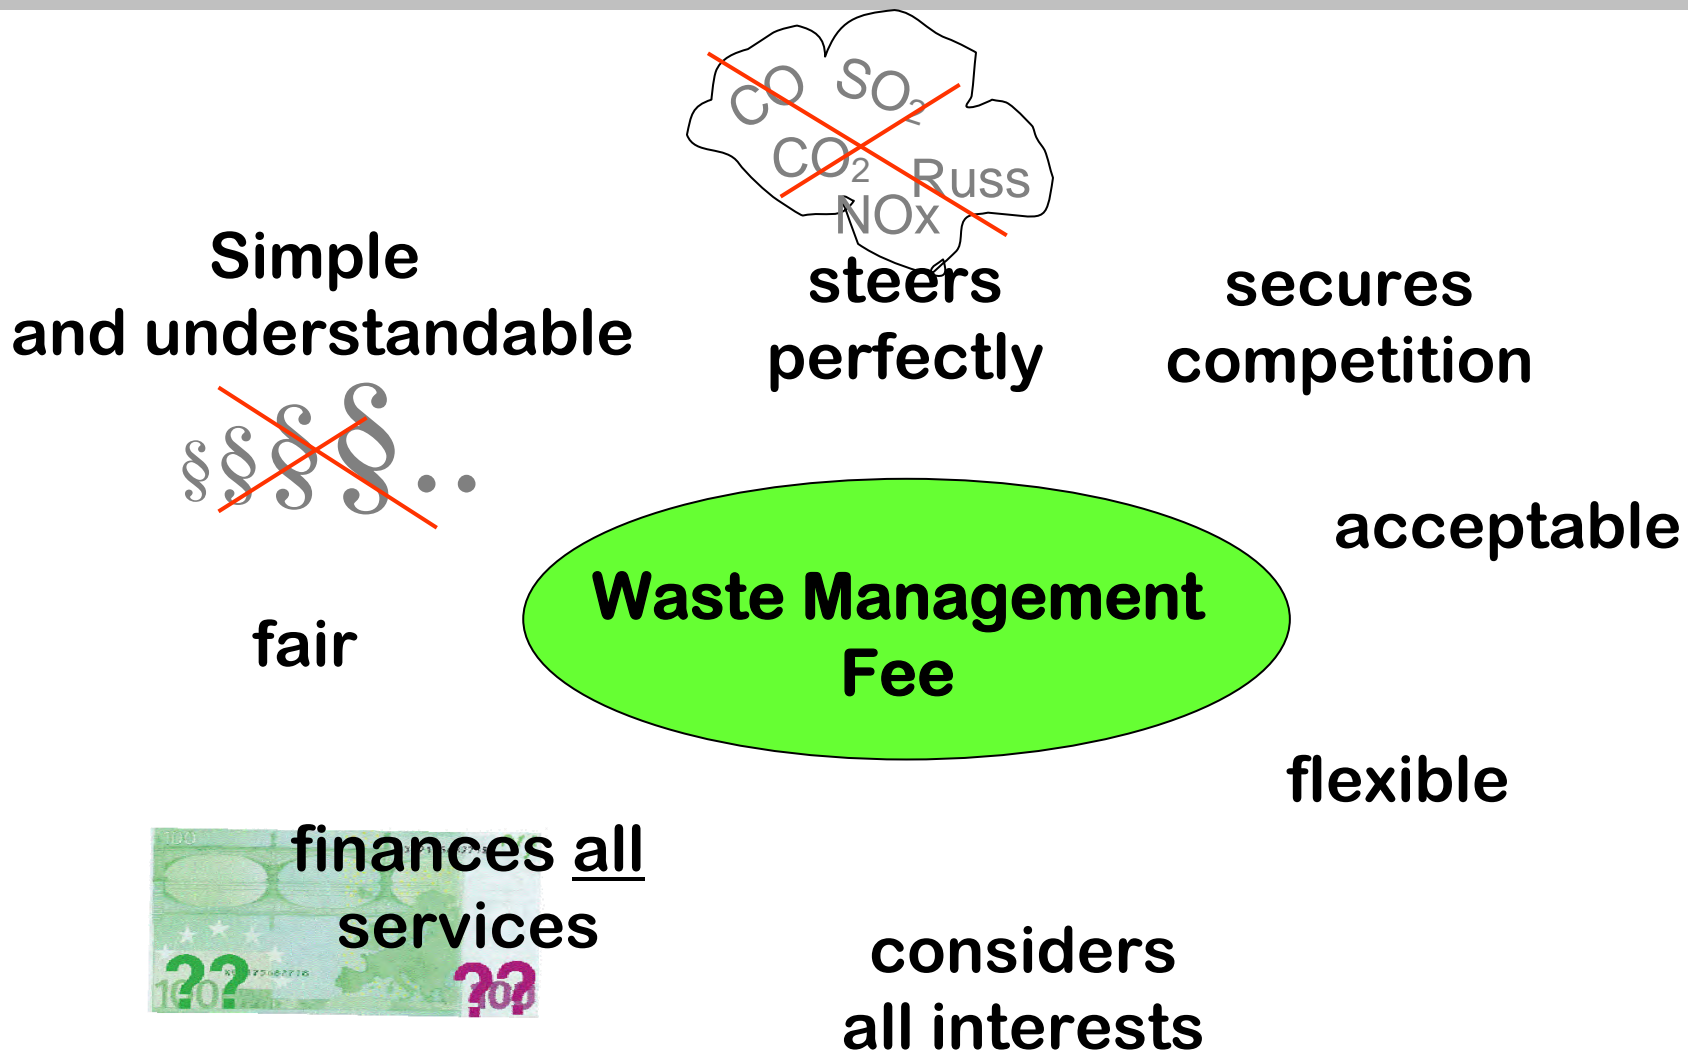 CO
SO₂
CO₂
Russ
NOx
Simple
and understandable
§ § § § . .
steers
perfectly
secures
competition
acceptable
Waste Management
Fee
fair
flexible
finances all
services
??
??
considers
all interests